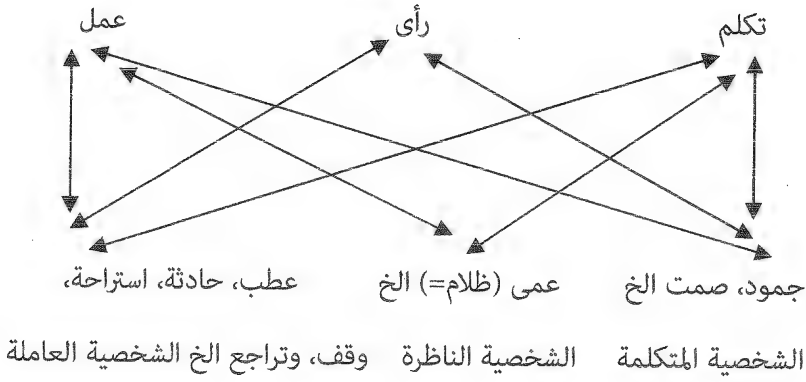 تكلم رأى عمل
جمود، صمت الخ عمى (ظلام=) الخ عطب، حادثة، استراحة،
الشخصية المتكلمة الشخصية الناظرة وقف، وتراجع الخ الشخصية العاملة